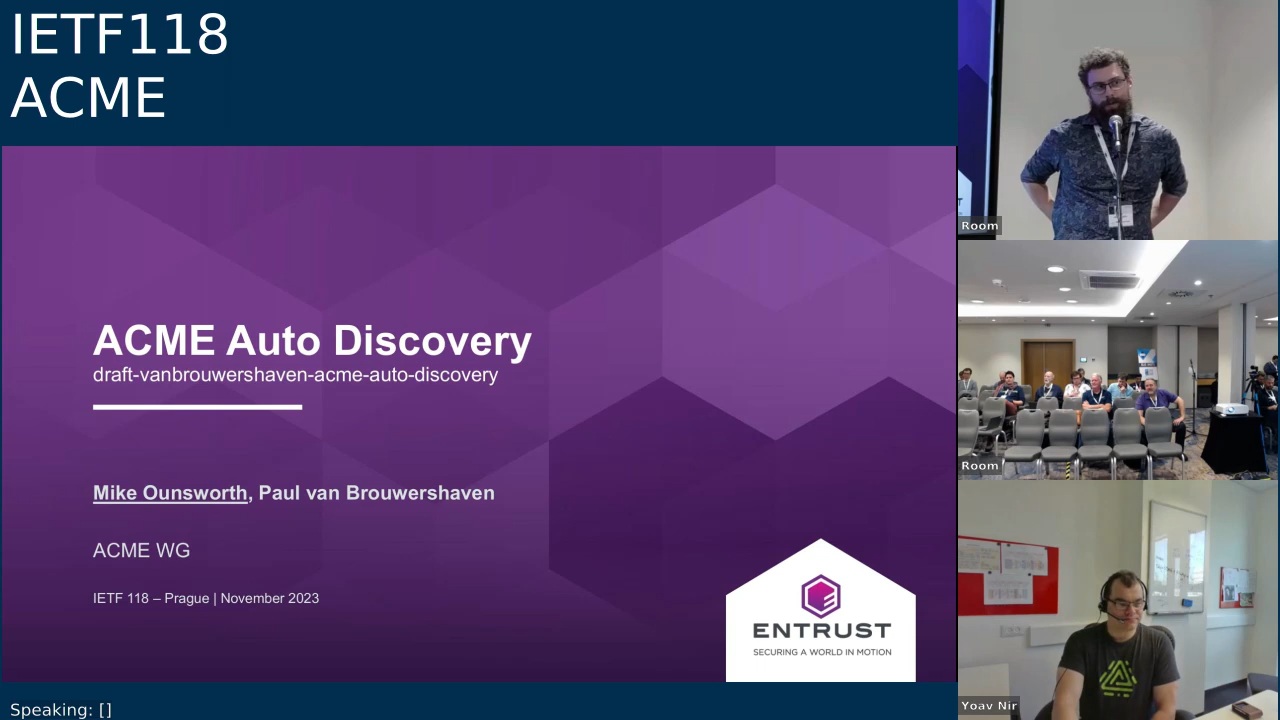 IETF118
ACME
ACME Auto Discovery
draft-vanbrouwershaven-acme-auto-discovery
Mike Ounsworth, Paul van Brouwershaven
ACME WG
IETF 118 – Prague | November 2023
ENTRUST
SECURING A WORLD IN MOTION
Speaking: []
Room
Room
Yoav Nir